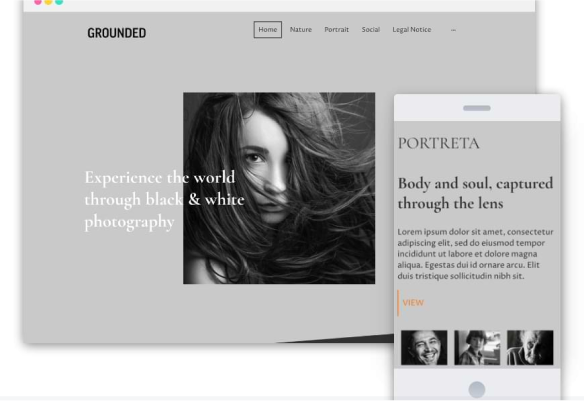 GROUNDED
Home Nature Portrait Social Legal Notice ...
Experience the world
through black & white
photography
PORTRETA
Body and soul, captured
through the lens
Lorem ipsum dolor sit amet, consectetur
adipiscing elit, sed do eiusmod tempor
incididunt ut labore et dolore magna
aliqua. Egestas dui id ornare arcu. Elit
duis tristique sollicitudin nibh sit.
VIEW